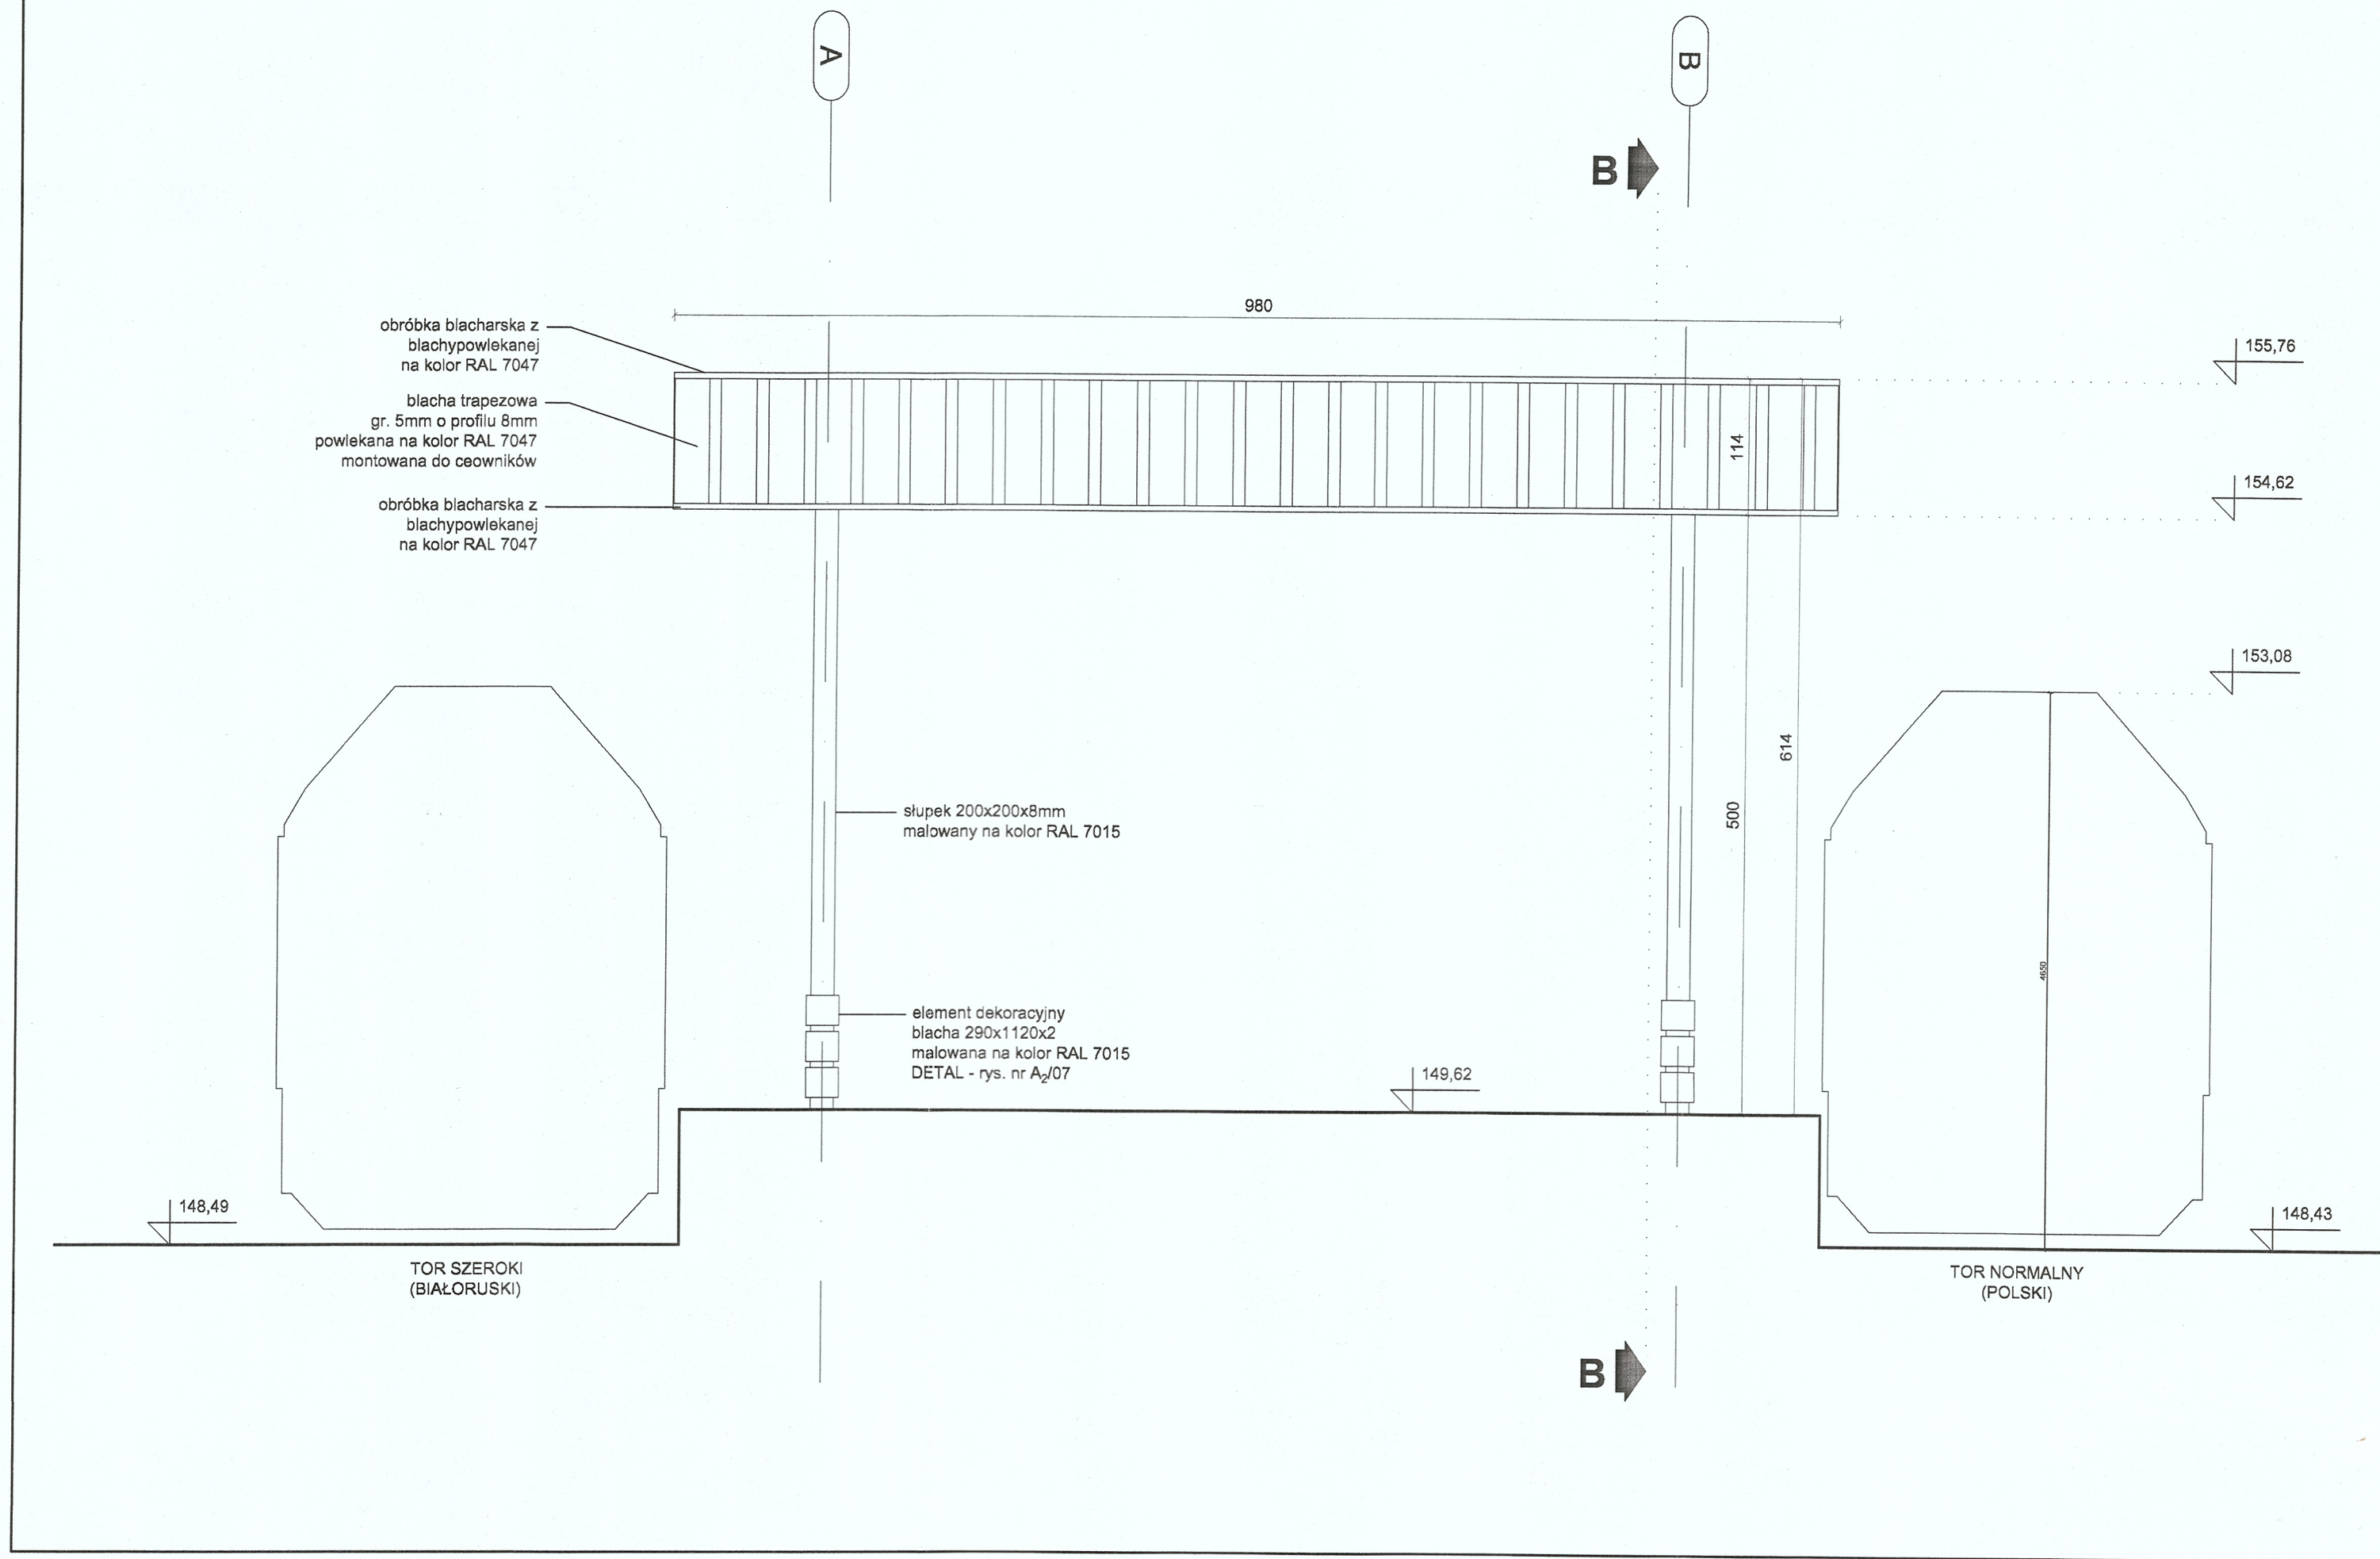 A
B
B
980
obróbka blacharska z
blachypowlekanej
na kolor RAL 7047
155,76
blacha trapezowa
gr. 5mm o profilu 8mm
powlekana na kolor RAL 7047
montowana do ceowników
114
154,62
obróbka blacharska z
blachypowlekanej
na kolor RAL 7047
153,08
614
słupek 200x200x8mm
malowany na kolor RAL 7015
500
4650
element dekoracyjny
blacha 290x1120x2
malowana na kolor RAL 7015
DETAL - rys. nr A₂/07
149,62
148,49
148,43
TOR SZEROKI
(BIAŁORUSKI)
TOR NORMALNY
(POLSKI)
B